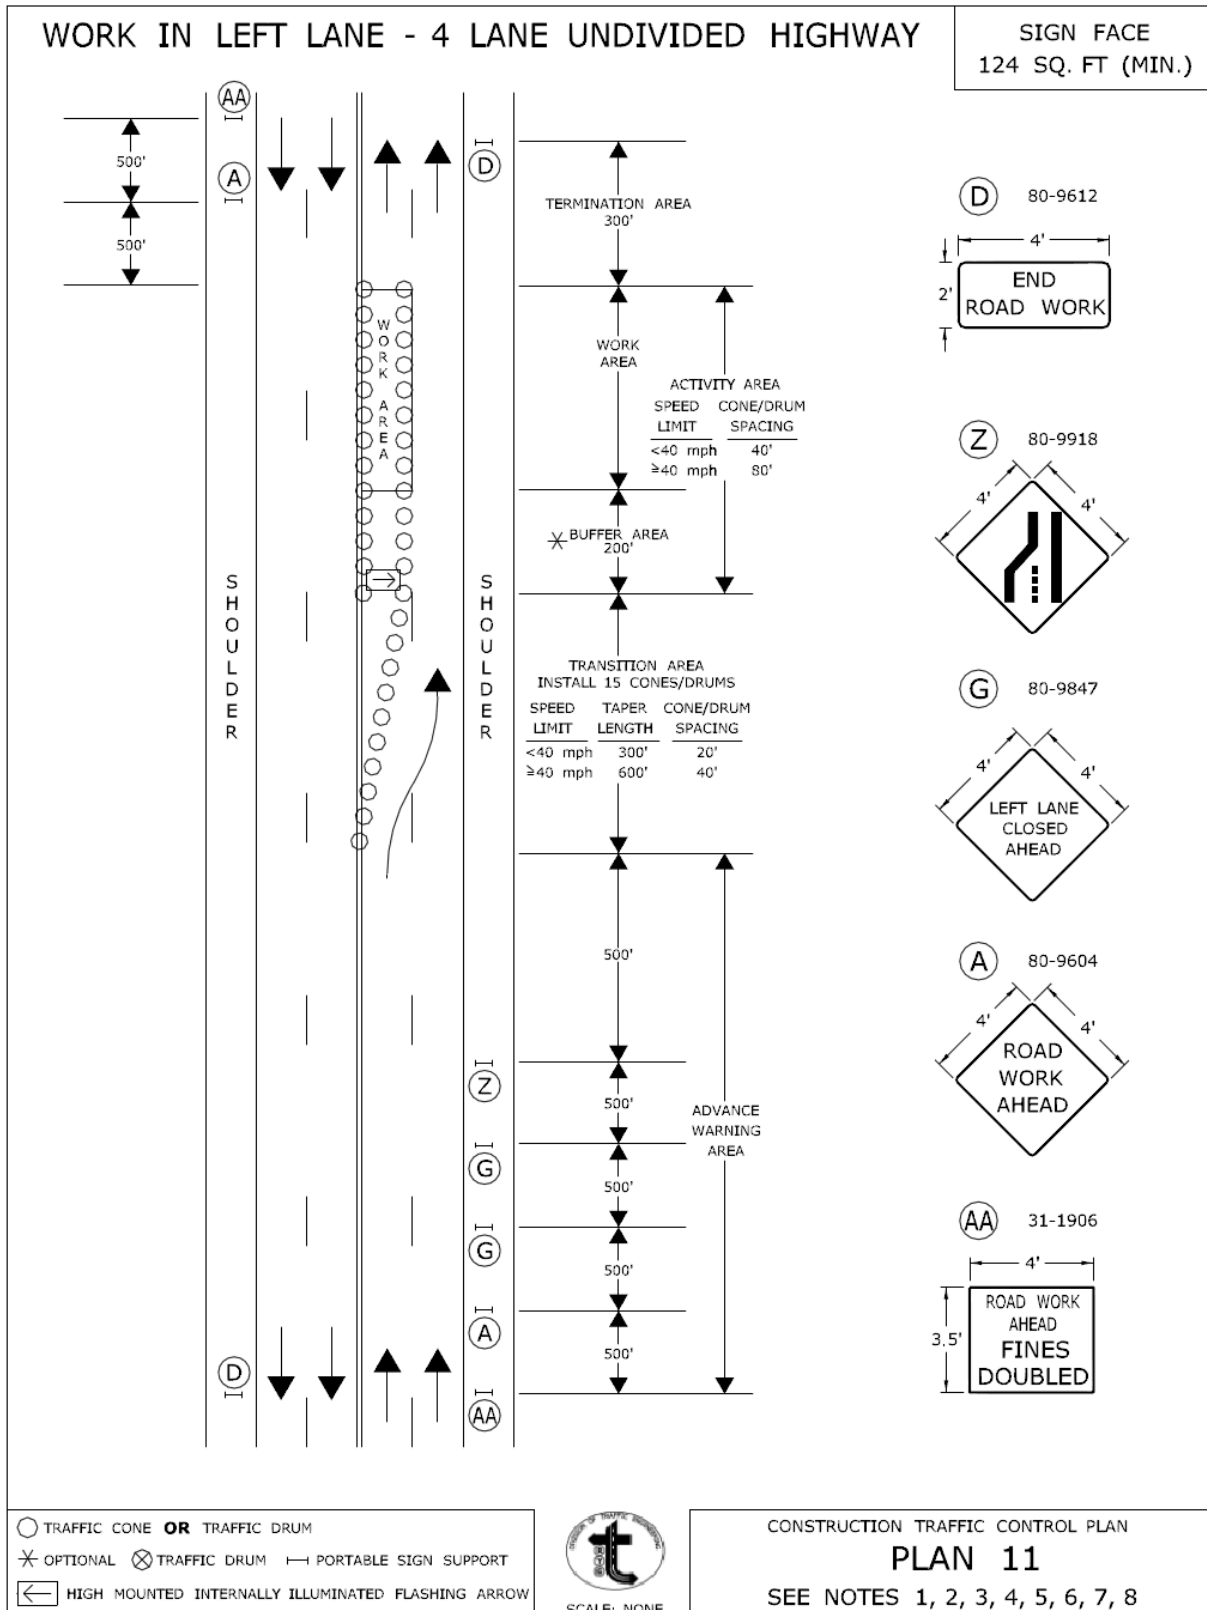 WORK IN LEFT LANE - 4 LANE UNDIVIDED HIGHWAY
SIGN FACE
124 SQ. FT (MIN.)
AA
500'
A
500'
D
TERMINATION AREA
300'
WORK AREA
WORK
AREA
ACTIVITY AREA
SPEED CONE/DRUM
LIMIT SPACING
<40 mph 40'
≥40 mph 80'
BUFFER AREA
200'
SHOULDER
SHOULDER
TRANSITION AREA
INSTALL 15 CONES/DRUMS
SPEED TAPER CONE/DRUM
LIMIT LENGTH SPACING
<40 mph 300' 20'
≥40 mph 600' 40'
500'
Z
500'
G
500'
G
500'
A
500'
AA
D
ADVANCE
WARNING
AREA
D 80-9612
4'
2'
END
ROAD WORK
Z 80-9918
4' 4'
G 80-9847
4' 4'
LEFT LANE
CLOSED
AHEAD
A 80-9604
4' 4'
ROAD
WORK
AHEAD
AA 31-1906
4'
3.5'
ROAD WORK
AHEAD
FINES
DOUBLED
TRAFFIC CONE OR TRAFFIC DRUM
OPTIONAL TRAFFIC DRUM PORTABLE SIGN SUPPORT
HIGH MOUNTED INTERNALLY ILLUMINATED FLASHING ARROW
DIVISION OF TRAFFIC ENGINEERING
SCALE: NONE
CONSTRUCTION TRAFFIC CONTROL PLAN
PLAN 11
SEE NOTES 1, 2, 3, 4, 5, 6, 7, 8